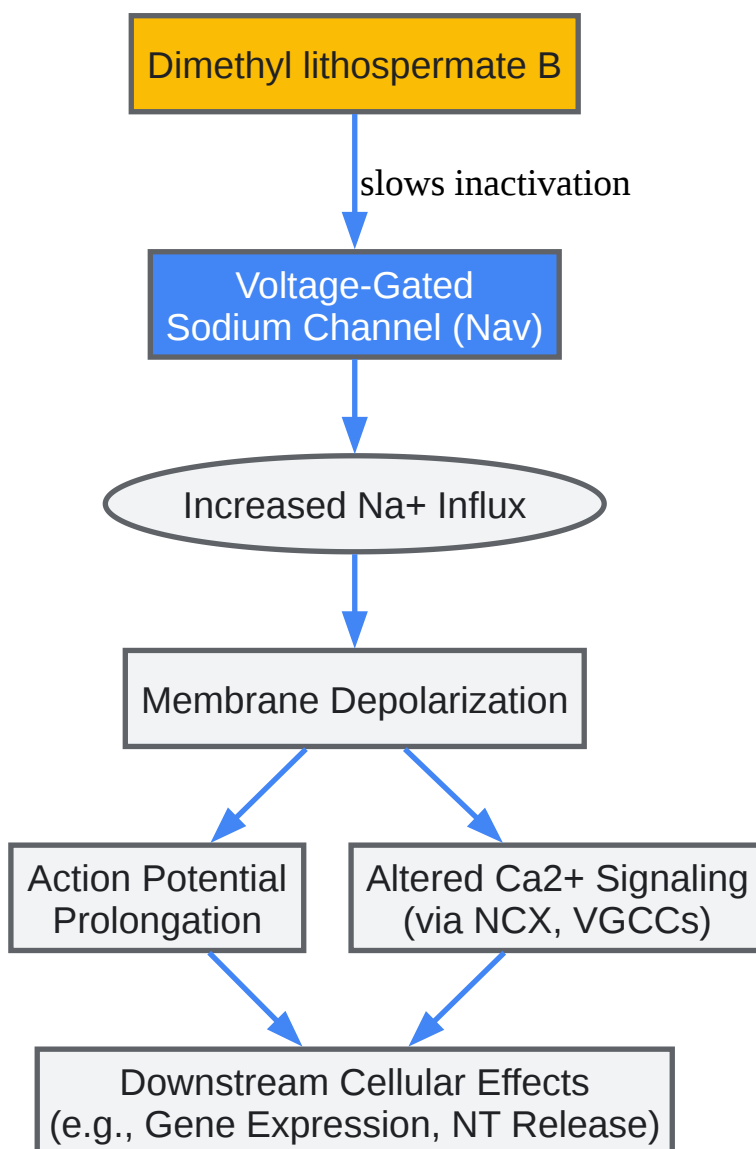 Dimethyl lithospermate B
slows inactivation
Voltage-Gated
Sodium Channel (Nav)
Increased Na+ Influx
Membrane Depolarization
Action Potential
Prolongation
Altered Ca2+ Signaling
(via NCX, VGCCs)
Downstream Cellular Effects
(e.g., Gene Expression, NT Release)